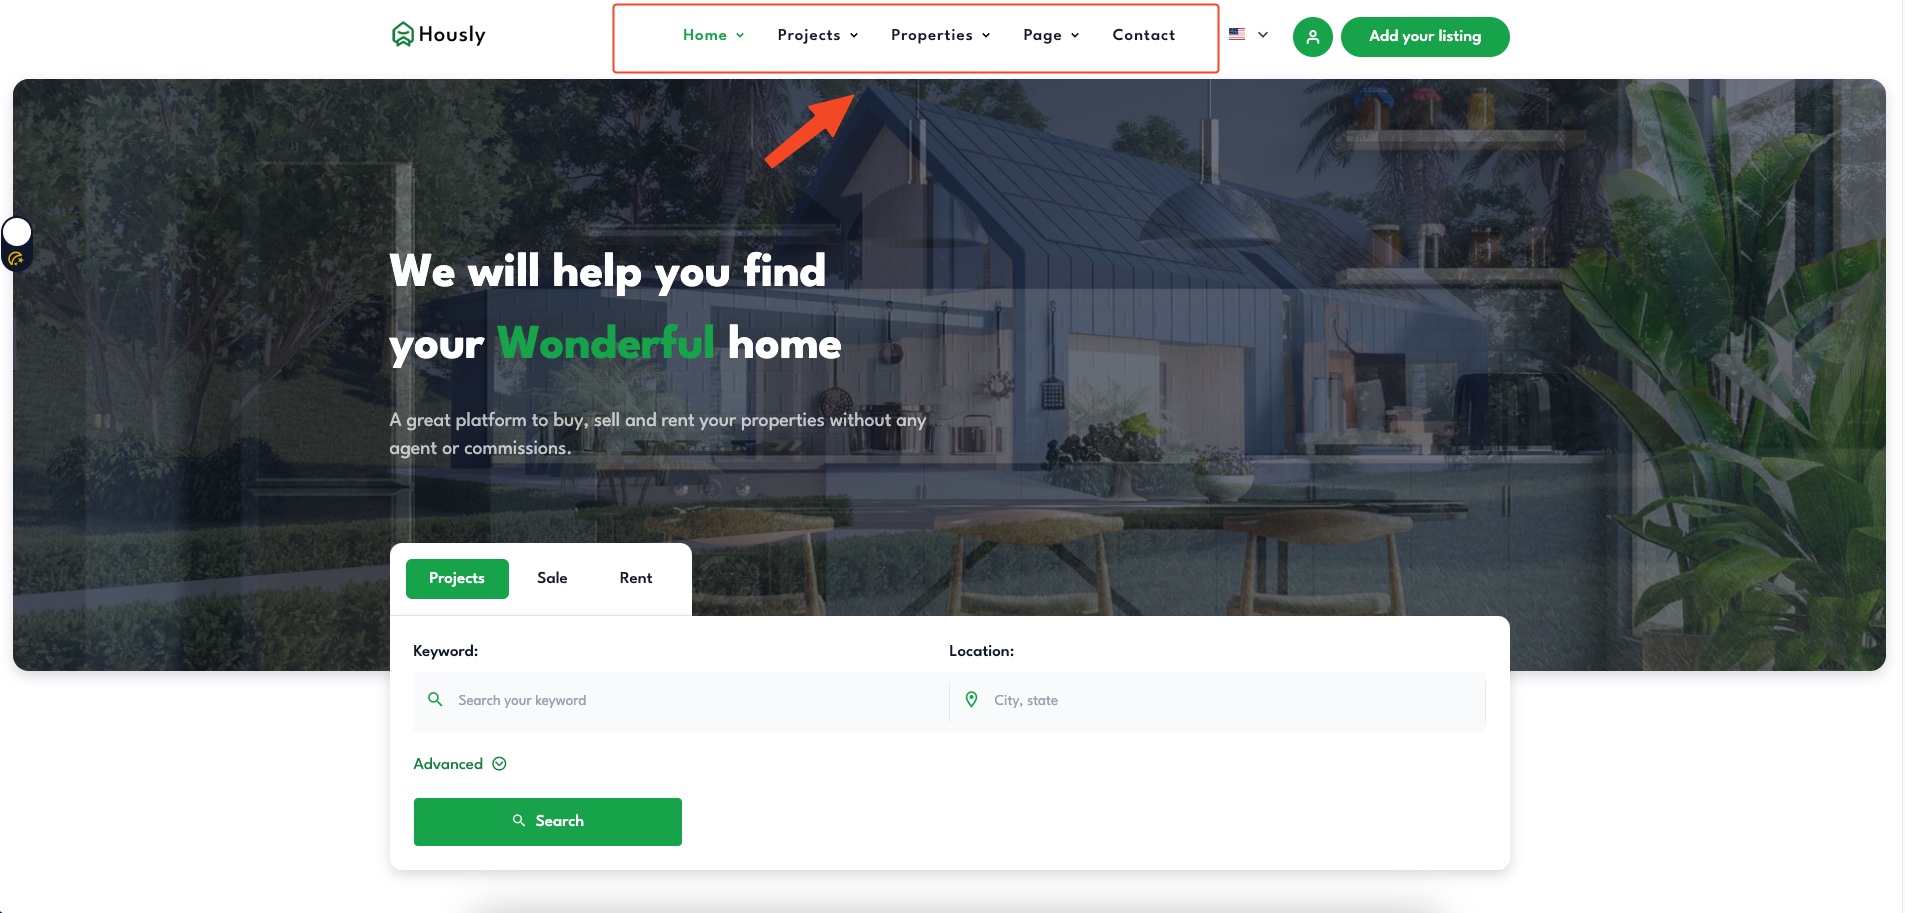 Hously
Home Projects Properties Page Contact
Add your listing
We will help you find
your Wonderful home
A great platform to buy, sell and rent your properties without any
agent or commissions.
Projects Sale Rent
Keyword: Location:
Search your keyword City, state
Advanced
Search